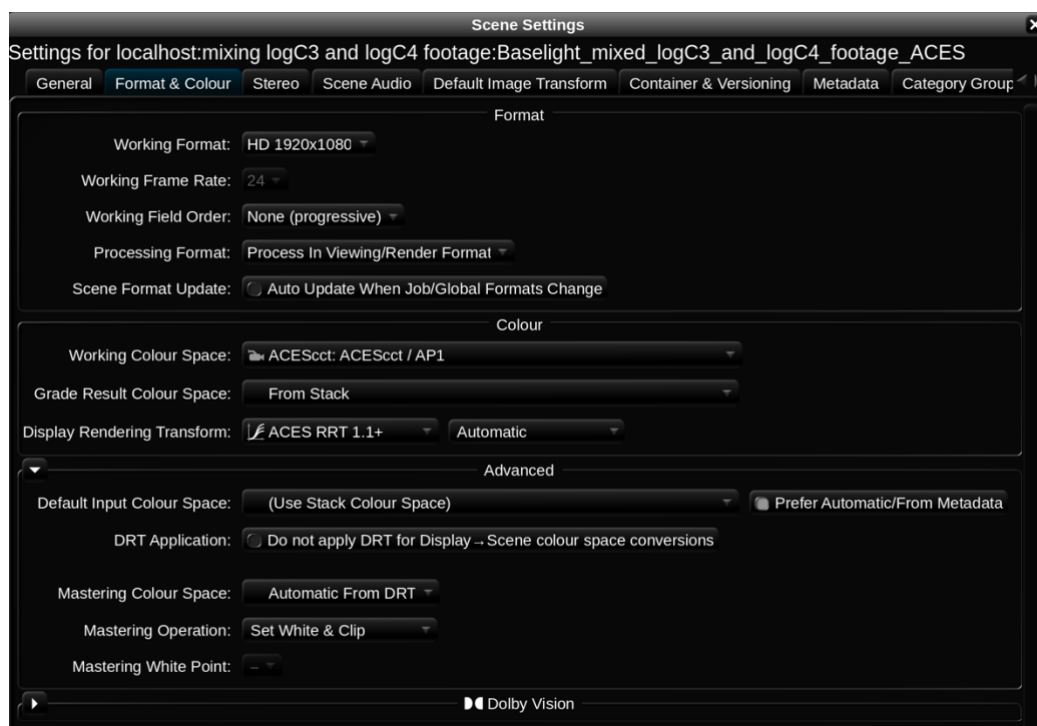 Scene Settings
Settings for localhost:mixing logC3 and logC4 footage:Baselight_mixed_logC3_and_logC4_footage_ACES
General Format & Colour Stereo Scene Audio Default Image Transform Container & Versioning Metadata Category Group
Format
Working Format: HD 1920x1080
Working Frame Rate: 24
Working Field Order: None (progressive)
Processing Format: Process In Viewing/Render Format
Scene Format Update: Auto Update When Job/Global Formats Change
Colour
Working Colour Space: ACEScct: ACEScct / AP1
Grade Result Colour Space: From Stack
Display Rendering Transform: ACES RRT 1.1+ Automatic
Advanced
Default Input Colour Space: (Use Stack Colour Space) Prefer Automatic/From Metadata
DRT Application: Do not apply DRT for Display→Scene colour space conversions
Mastering Colour Space: Automatic From DRT
Mastering Operation: Set White & Clip
Mastering White Point: –
Dolby Vision